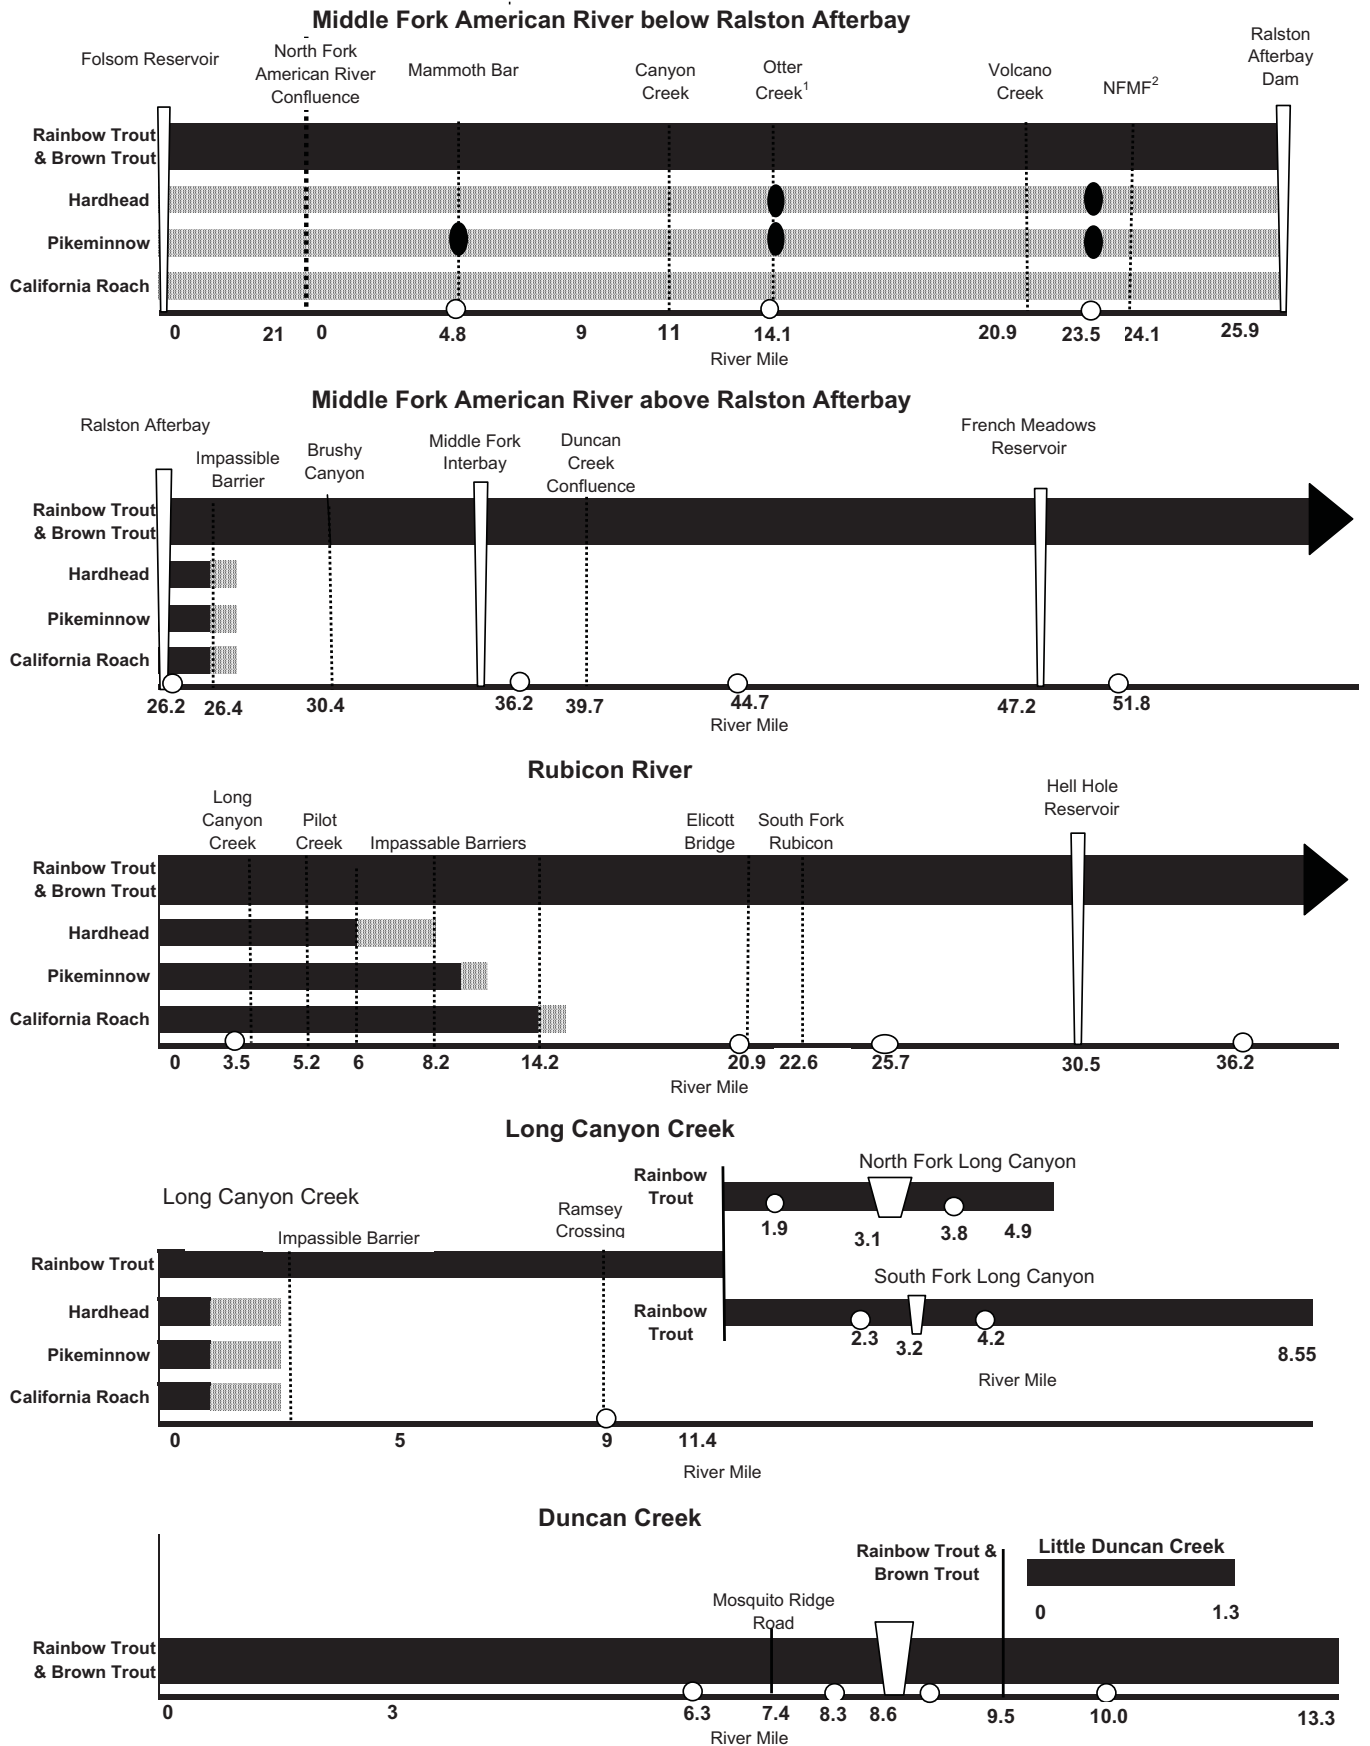 Middle Fork American River below Ralston Afterbay
Folsom Reservoir
North Fork
American River
Confluence
Mammoth Bar
Canyon
Creek
Otter
Creek1
Volcano
Creek
NFMF2
Ralston
Afterbay
Dam
Rainbow Trout
& Brown Trout
Hardhead
Pikeminnow
California Roach
0 21 0 4.8 9 11 14.1 20.9 23.5 24.1 25.9
River Mile
Middle Fork American River above Ralston Afterbay
Ralston Afterbay
Impassible
Barrier
Brushy
Canyon
Middle Fork
Interbay
Duncan
Creek
Confluence
French Meadows
Reservoir
Rainbow Trout
& Brown Trout
Hardhead
Pikeminnow
California Roach
26.2 26.4 30.4 36.2 39.7 44.7 47.2 51.8
River Mile
Rubicon River
Long
Canyon
Creek
Pilot
Creek
Impassable Barriers
Elicott
Bridge
South Fork
Rubicon
Hell Hole
Reservoir
Rainbow Trout
& Brown Trout
Hardhead
Pikeminnow
California Roach
0 3.5 5.2 6 8.2 14.2 20.9 22.6 25.7 30.5 36.2
River Mile
Long Canyon Creek
Long Canyon Creek
Impassible Barrier
Ramsey
Crossing
Rainbow
Trout
North Fork Long Canyon
1.9 3.1 3.8 4.9
Rainbow Trout
Hardhead
Pikeminnow
California Roach
Rainbow
Trout
South Fork Long Canyon
2.3 3.2 4.2 8.55
River Mile
0 5 9 11.4
River Mile
Duncan Creek
Rainbow Trout &
Brown Trout
Little Duncan Creek
0 1.3
Mosquito Ridge
Road
Rainbow Trout
& Brown Trout
0 3 6.3 7.4 8.3 8.6 9.5 10.0 13.3
River Mile